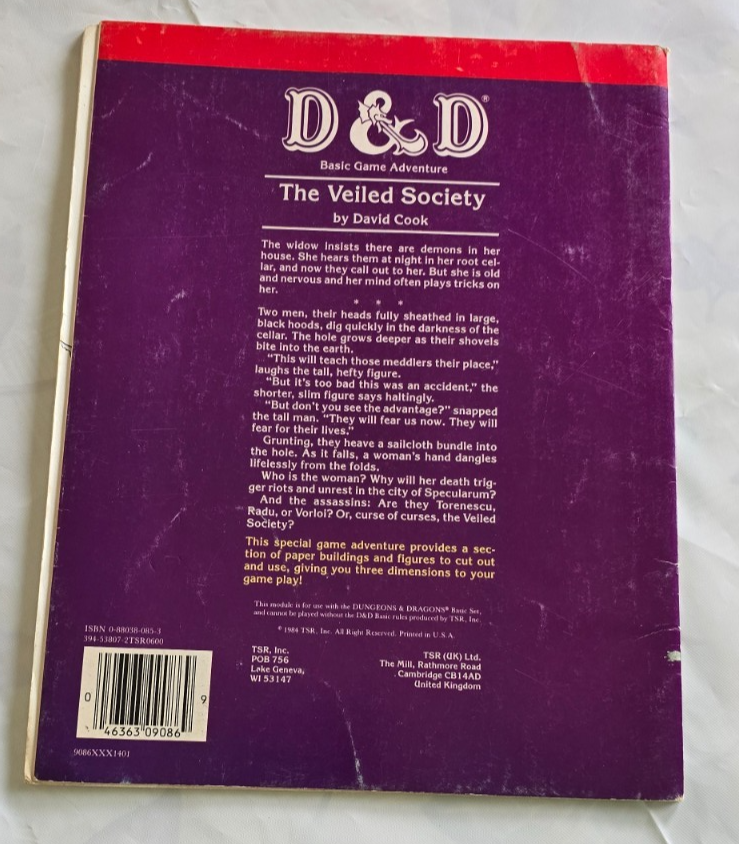 D&D®
Basic Game Adventure
The Veiled Society
by David Cook
The widow insists there are demons in her
house. She hears them at night in her root cel-
lar, and now they call out to her. But she is old
and nervous and her mind often plays tricks on
her.
* * *
Two men, their heads fully sheathed in large,
black hoods, dig quickly in the darkness of the
cellar. The hole grows deeper as their shovels
bite into the earth.
"This will teach those meddlers their place,"
laughs the tall, hefty figure.
"But it's too bad this was an accident," the
shorter, slim figure says haltingly.
"But don't you see the advantage?" snapped
the tall man. "They will fear us now. They will
fear for their lives."
Grunting, they heave a sailcloth bundle into
the hole. As it falls, a woman's hand dangles
lifelessly from the folds.
Who is the woman? Why will her death trig-
ger riots and unrest in the city of Specularum?
And the assassins: Are they Torenescu,
Radu, or Vorloi? Or, curse of curses, the Veiled
Society?
This special game adventure provides a sec-
tion of paper buildings and figures to cut out
and use, giving you three dimensions to your
game play!
This module is for use with the DUNGEONS & DRAGONS® Basic Set,
and cannot be played without the D&D Basic rules produced by TSR, Inc.
© 1984 TSR, Inc. All Right Reserved. Printed in U.S.A.
TSR, Inc.
POB 756
Lake Geneva,
WI 53147
TSR (UK) Ltd.
The Mill, Rathmore Road
Cambridge CB14AD
United Kingdom
ISBN 0-88038-085-3
394-53807-2TSR0600
0 46363 09086 9
9086XXX1401